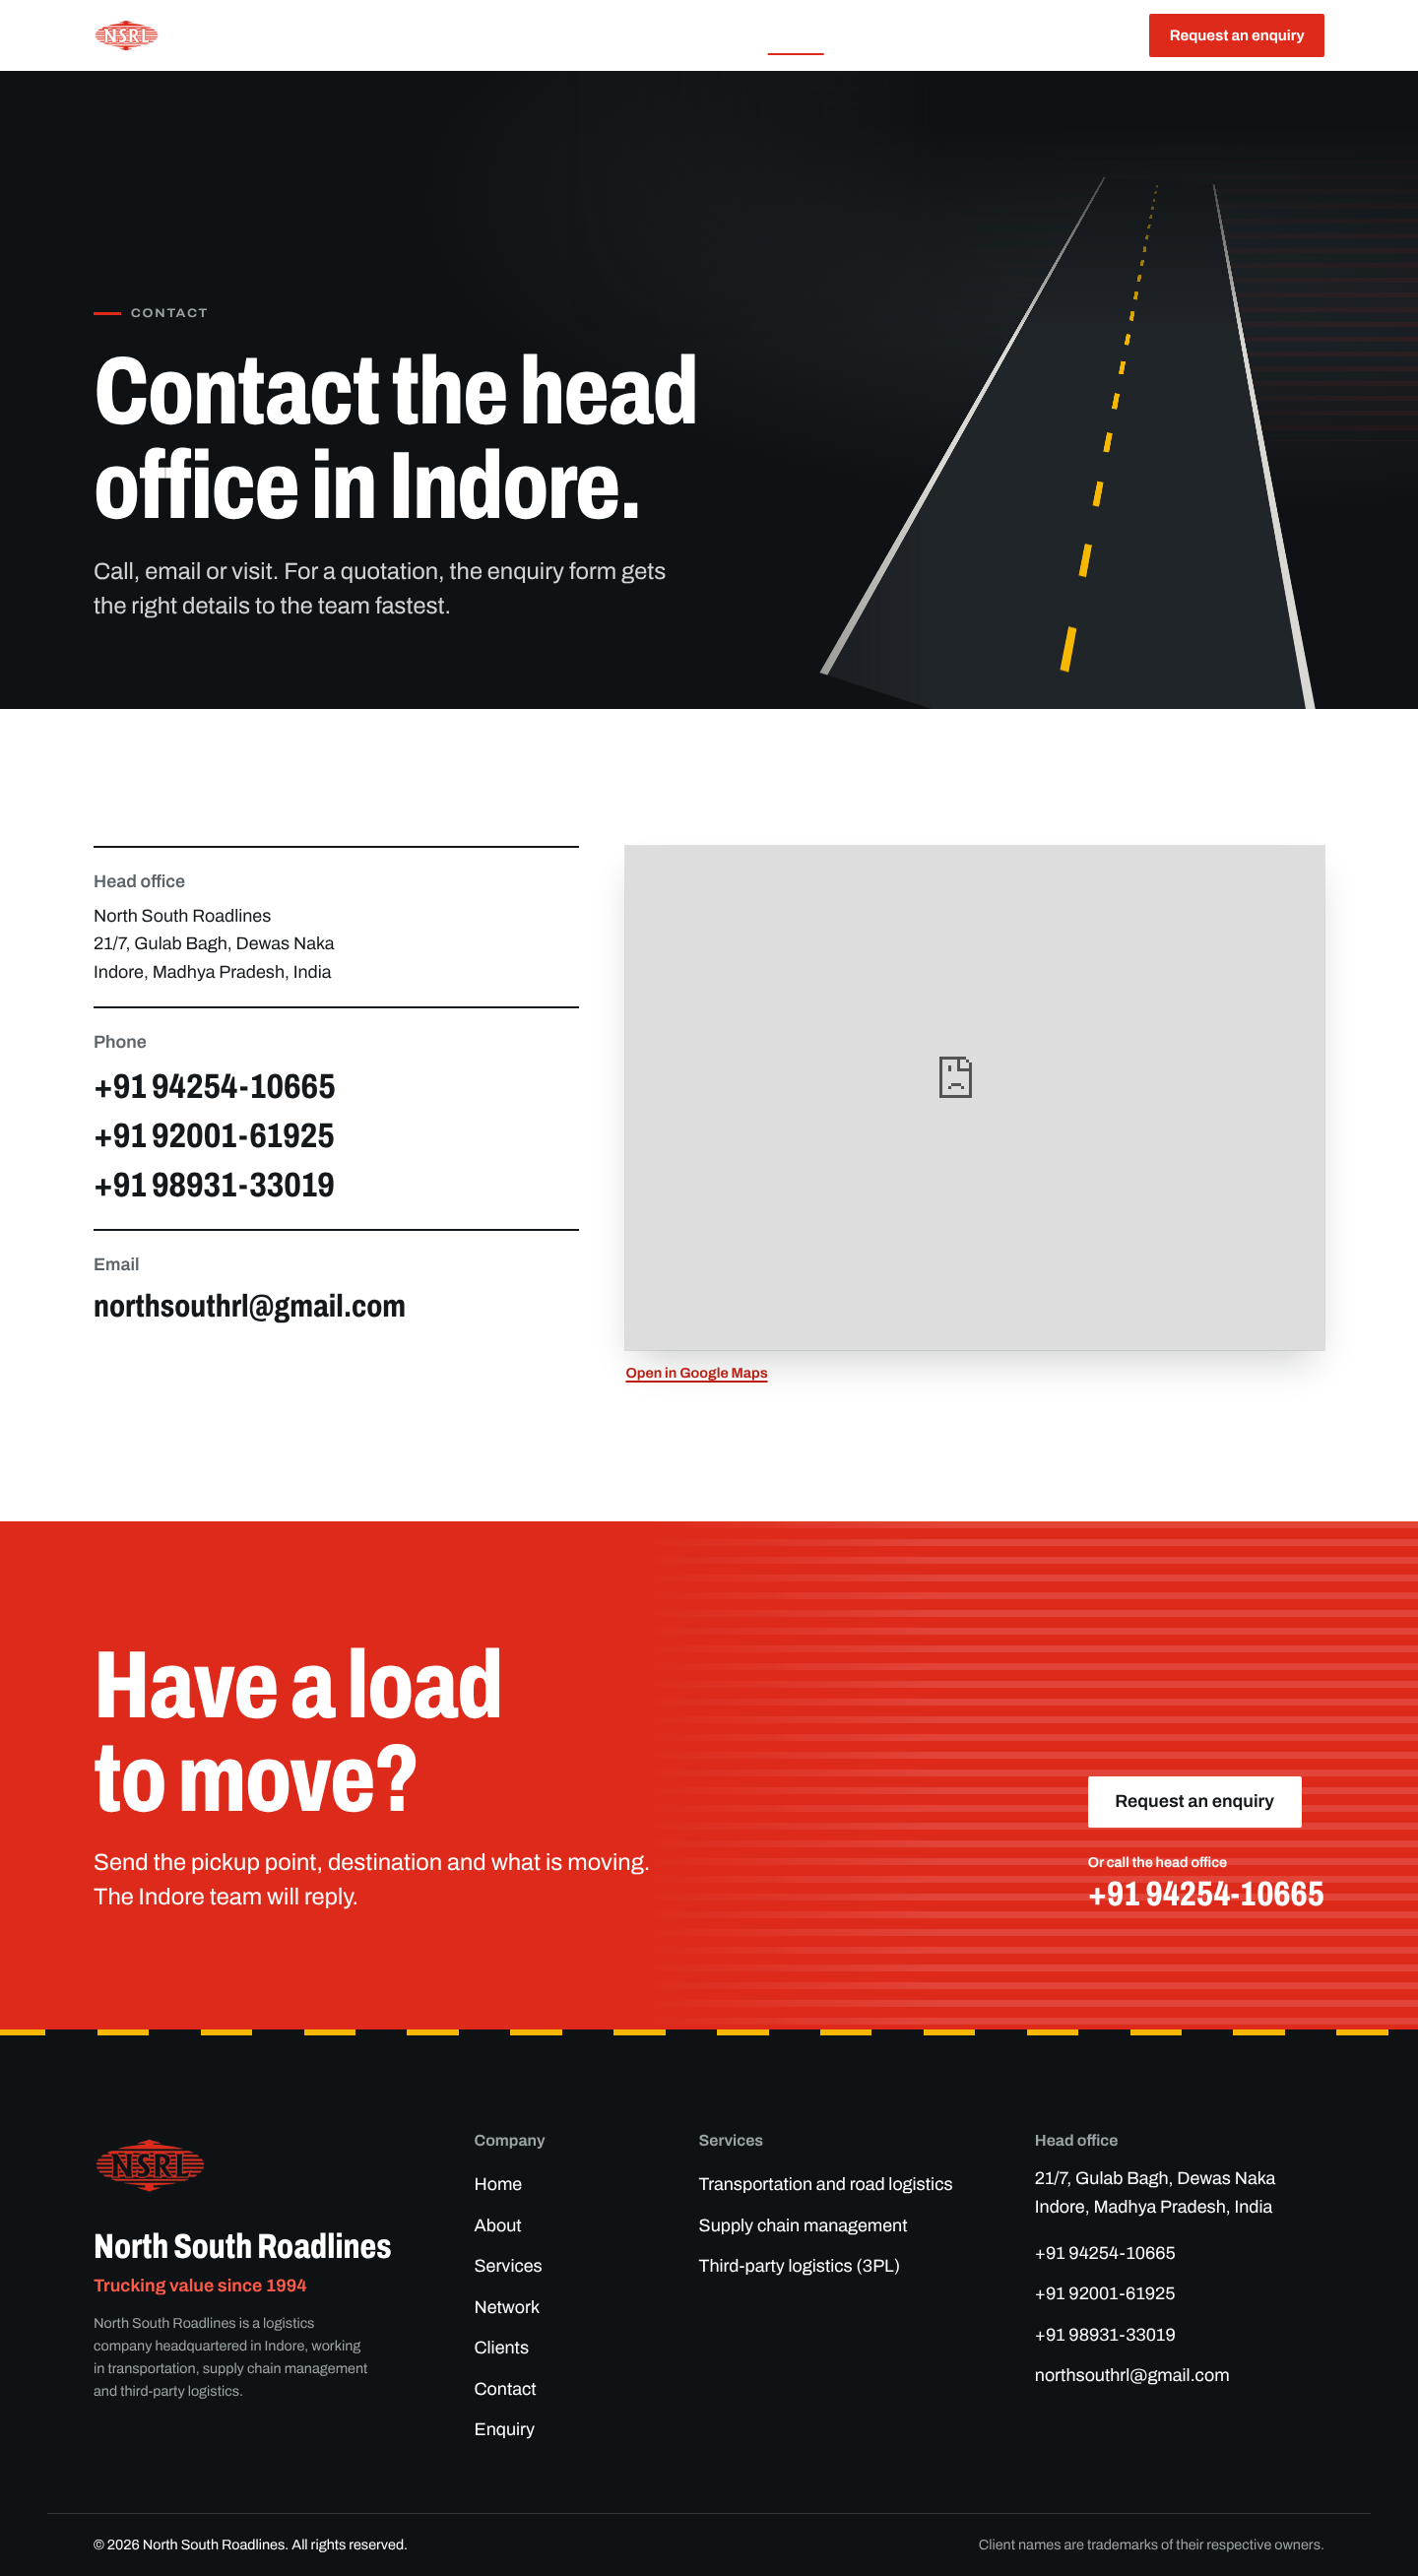 NSRL
Request an enquiry
CONTACT
Contact the head
office in Indore.
Call, email or visit. For a quotation, the enquiry form gets
the right details to the team fastest.
Head office
North South Roadlines
21/7, Gulab Bagh, Dewas Naka
Indore, Madhya Pradesh, India
Phone
+91 94254-10665
+91 92001-61925
+91 98931-33019
Email
northsouthrl@gmail.com
Open in Google Maps
Have a load
to move?
Send the pickup point, destination and what is moving.
The Indore team will reply.
Request an enquiry
Or call the head office
+91 94254-10665
NSRL
North South Roadlines
Trucking value since 1994
North South Roadlines is a logistics
company headquartered in Indore, working
in transportation, supply chain management
and third-party logistics.
Company
Home
About
Services
Network
Clients
Contact
Enquiry
Services
Transportation and road logistics
Supply chain management
Third-party logistics (3PL)
Head office
21/7, Gulab Bagh, Dewas Naka
Indore, Madhya Pradesh, India
+91 94254-10665
+91 92001-61925
+91 98931-33019
northsouthrl@gmail.com
© 2026 North South Roadlines. All rights reserved.
Client names are trademarks of their respective owners.